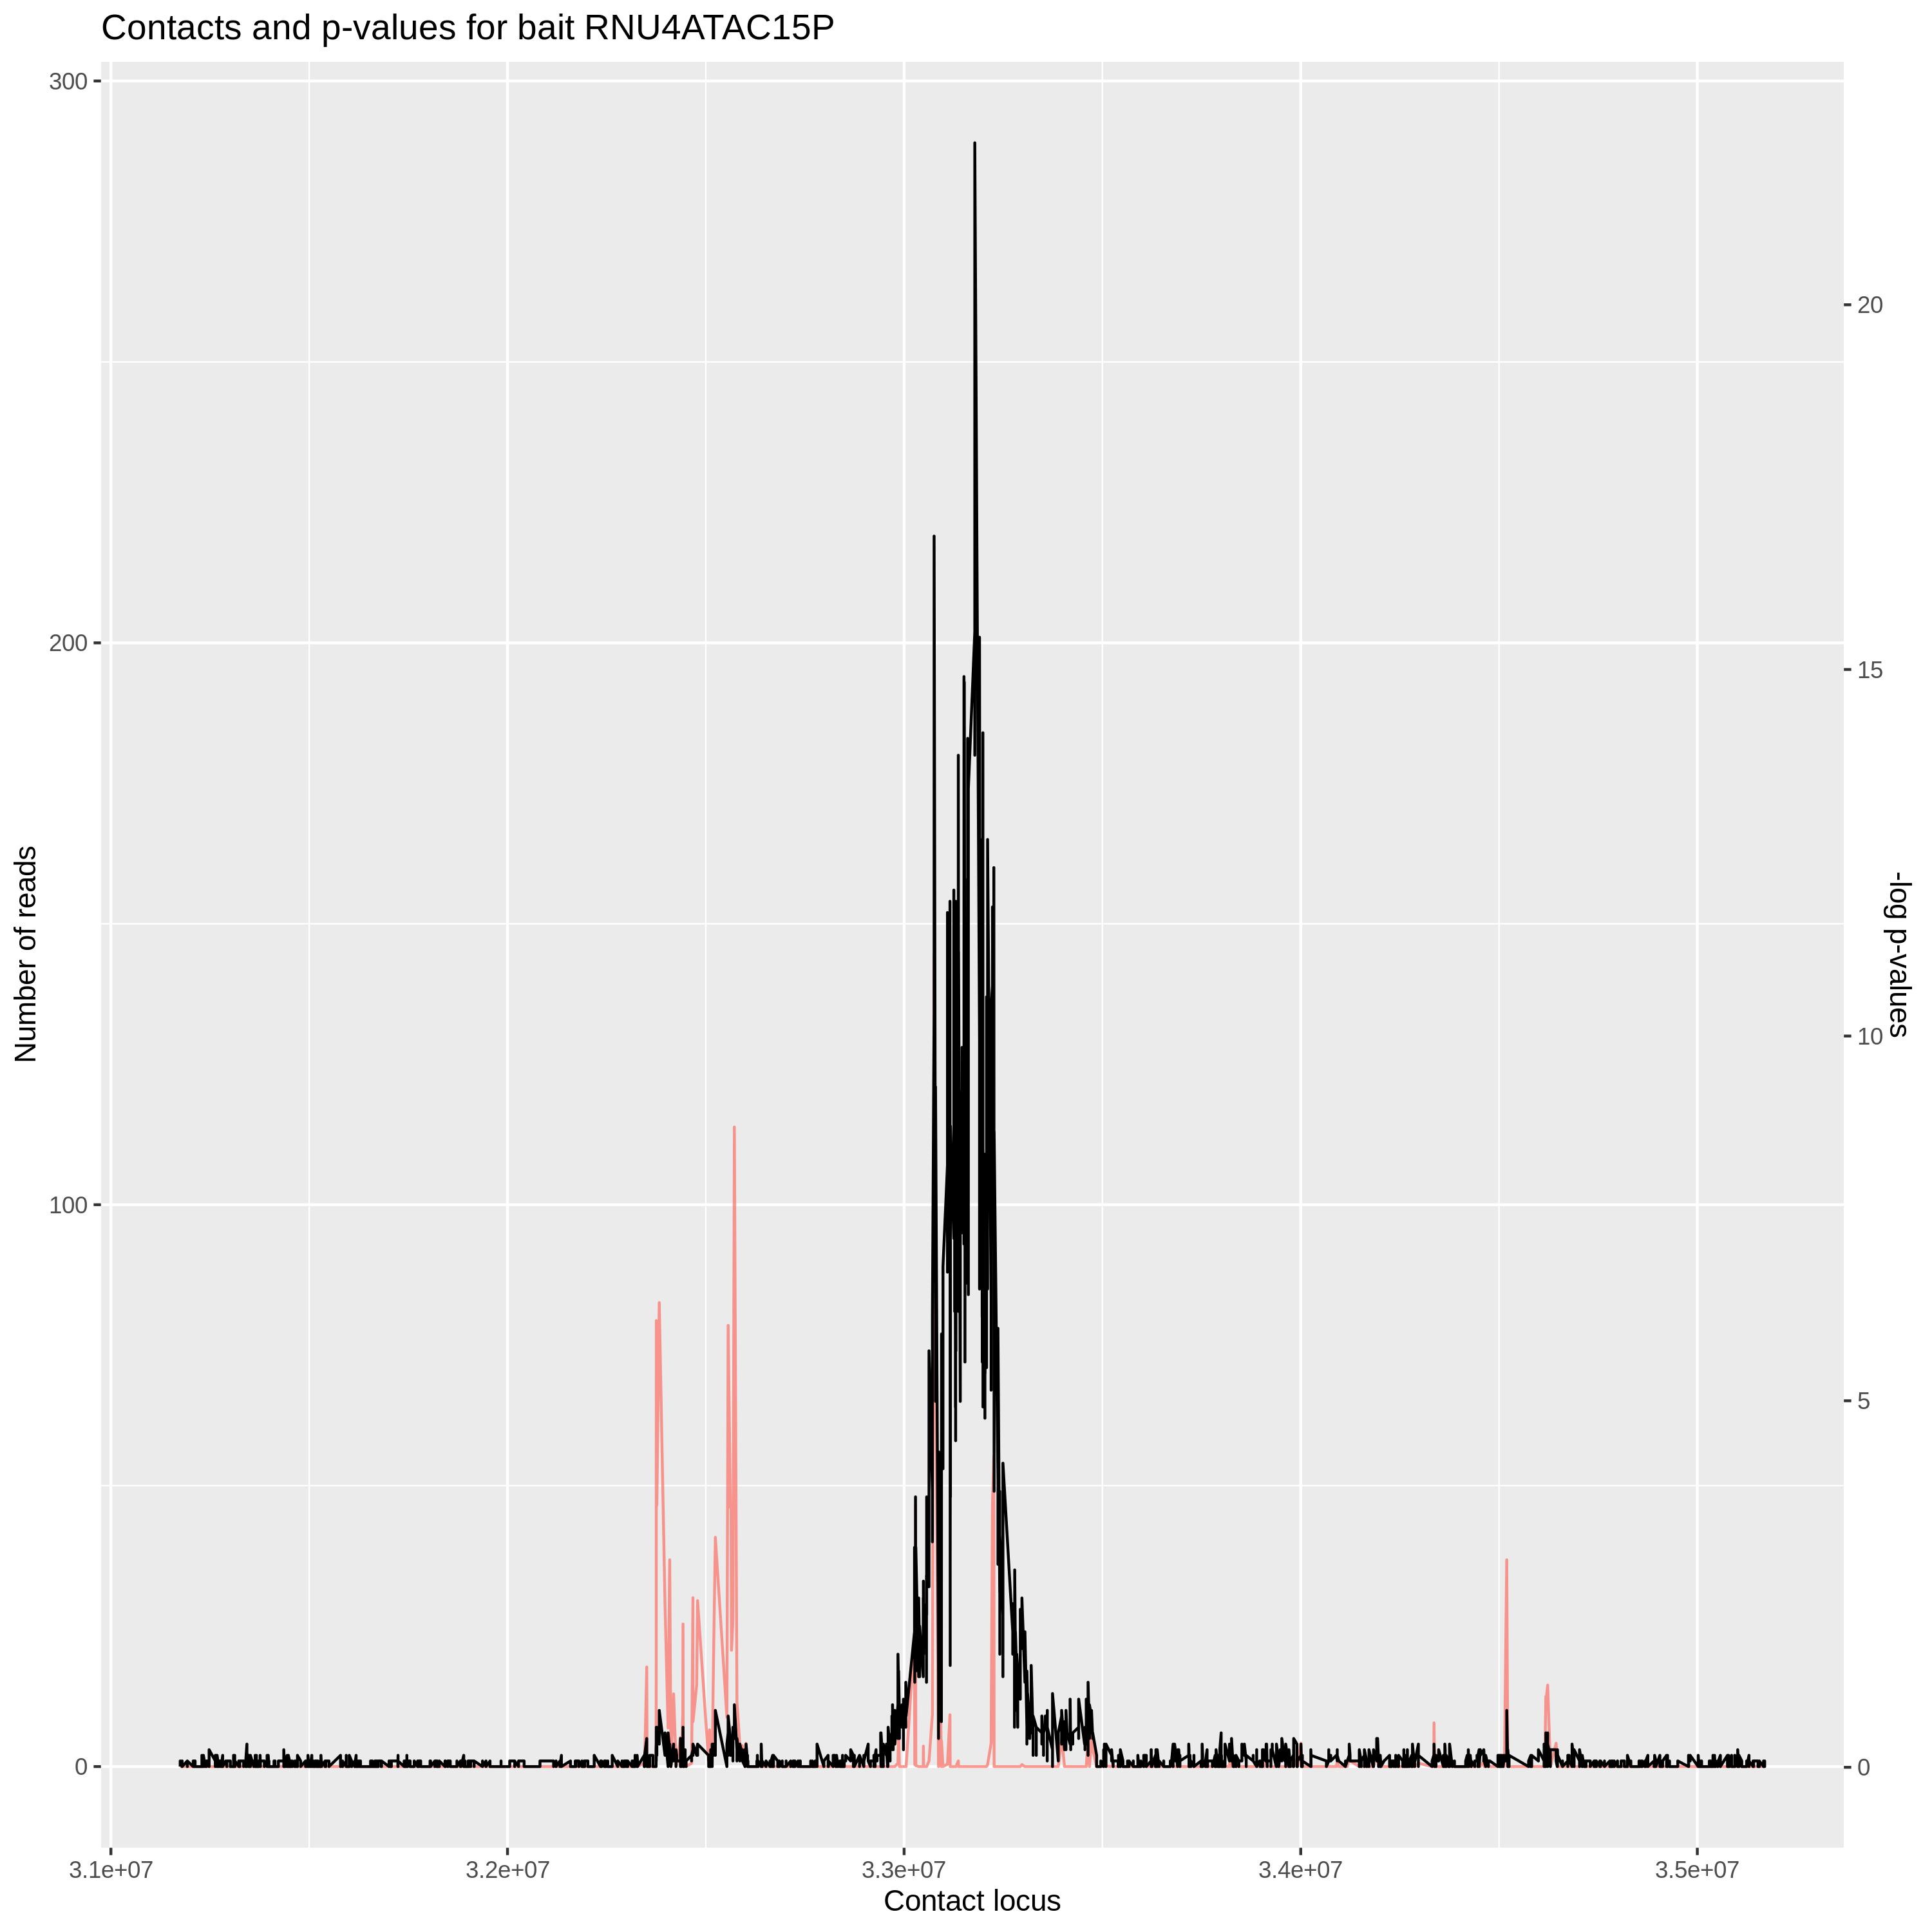 Contacts and p-values for bait RNU4ATAC15P
300
200
100
0
Number of reads
20
15
10
5
0
-log p-values
3.1e+07
3.2e+07
3.3e+07
3.4e+07
3.5e+07
Contact locus